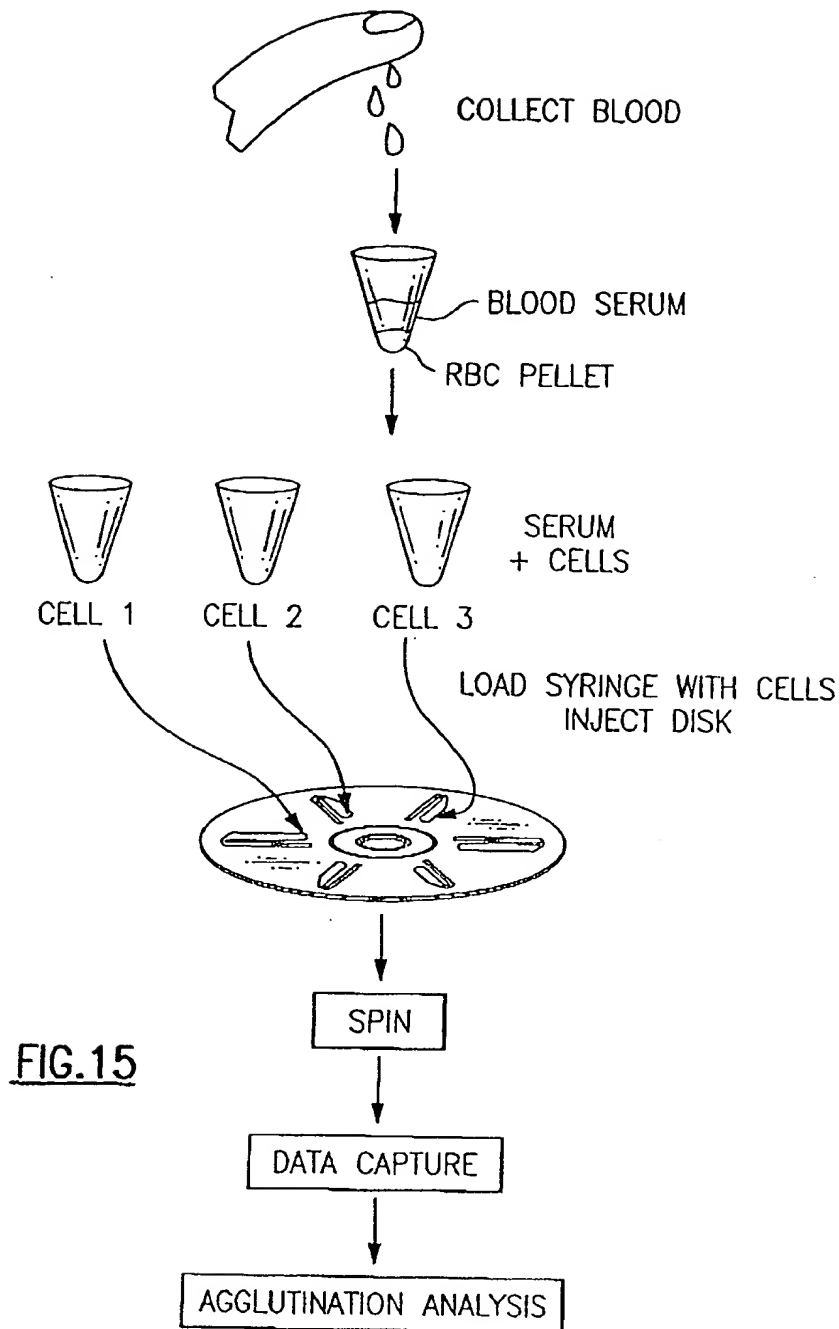 COLLECT BLOOD
BLOOD SERUM
RBC PELLET
SERUM
+ CELLS
CELL 1
CELL 2
CELL 3
LOAD SYRINGE WITH CELLS
INJECT DISK
SPIN
FIG.15
DATA CAPTURE
AGGLUTINATION ANALYSIS